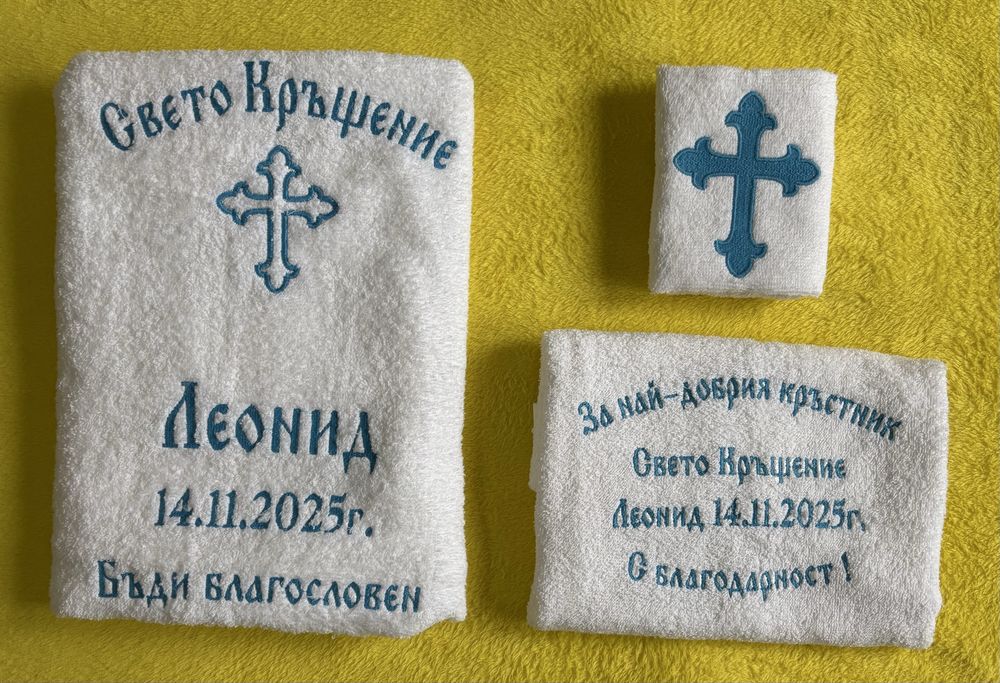 Свето Кръщение
Леонид
14.11.2025г.
Бъди благословен
За най-добрия кръстник
Свето Кръщение
Леонид 14.11.2025г.
С благодарност !